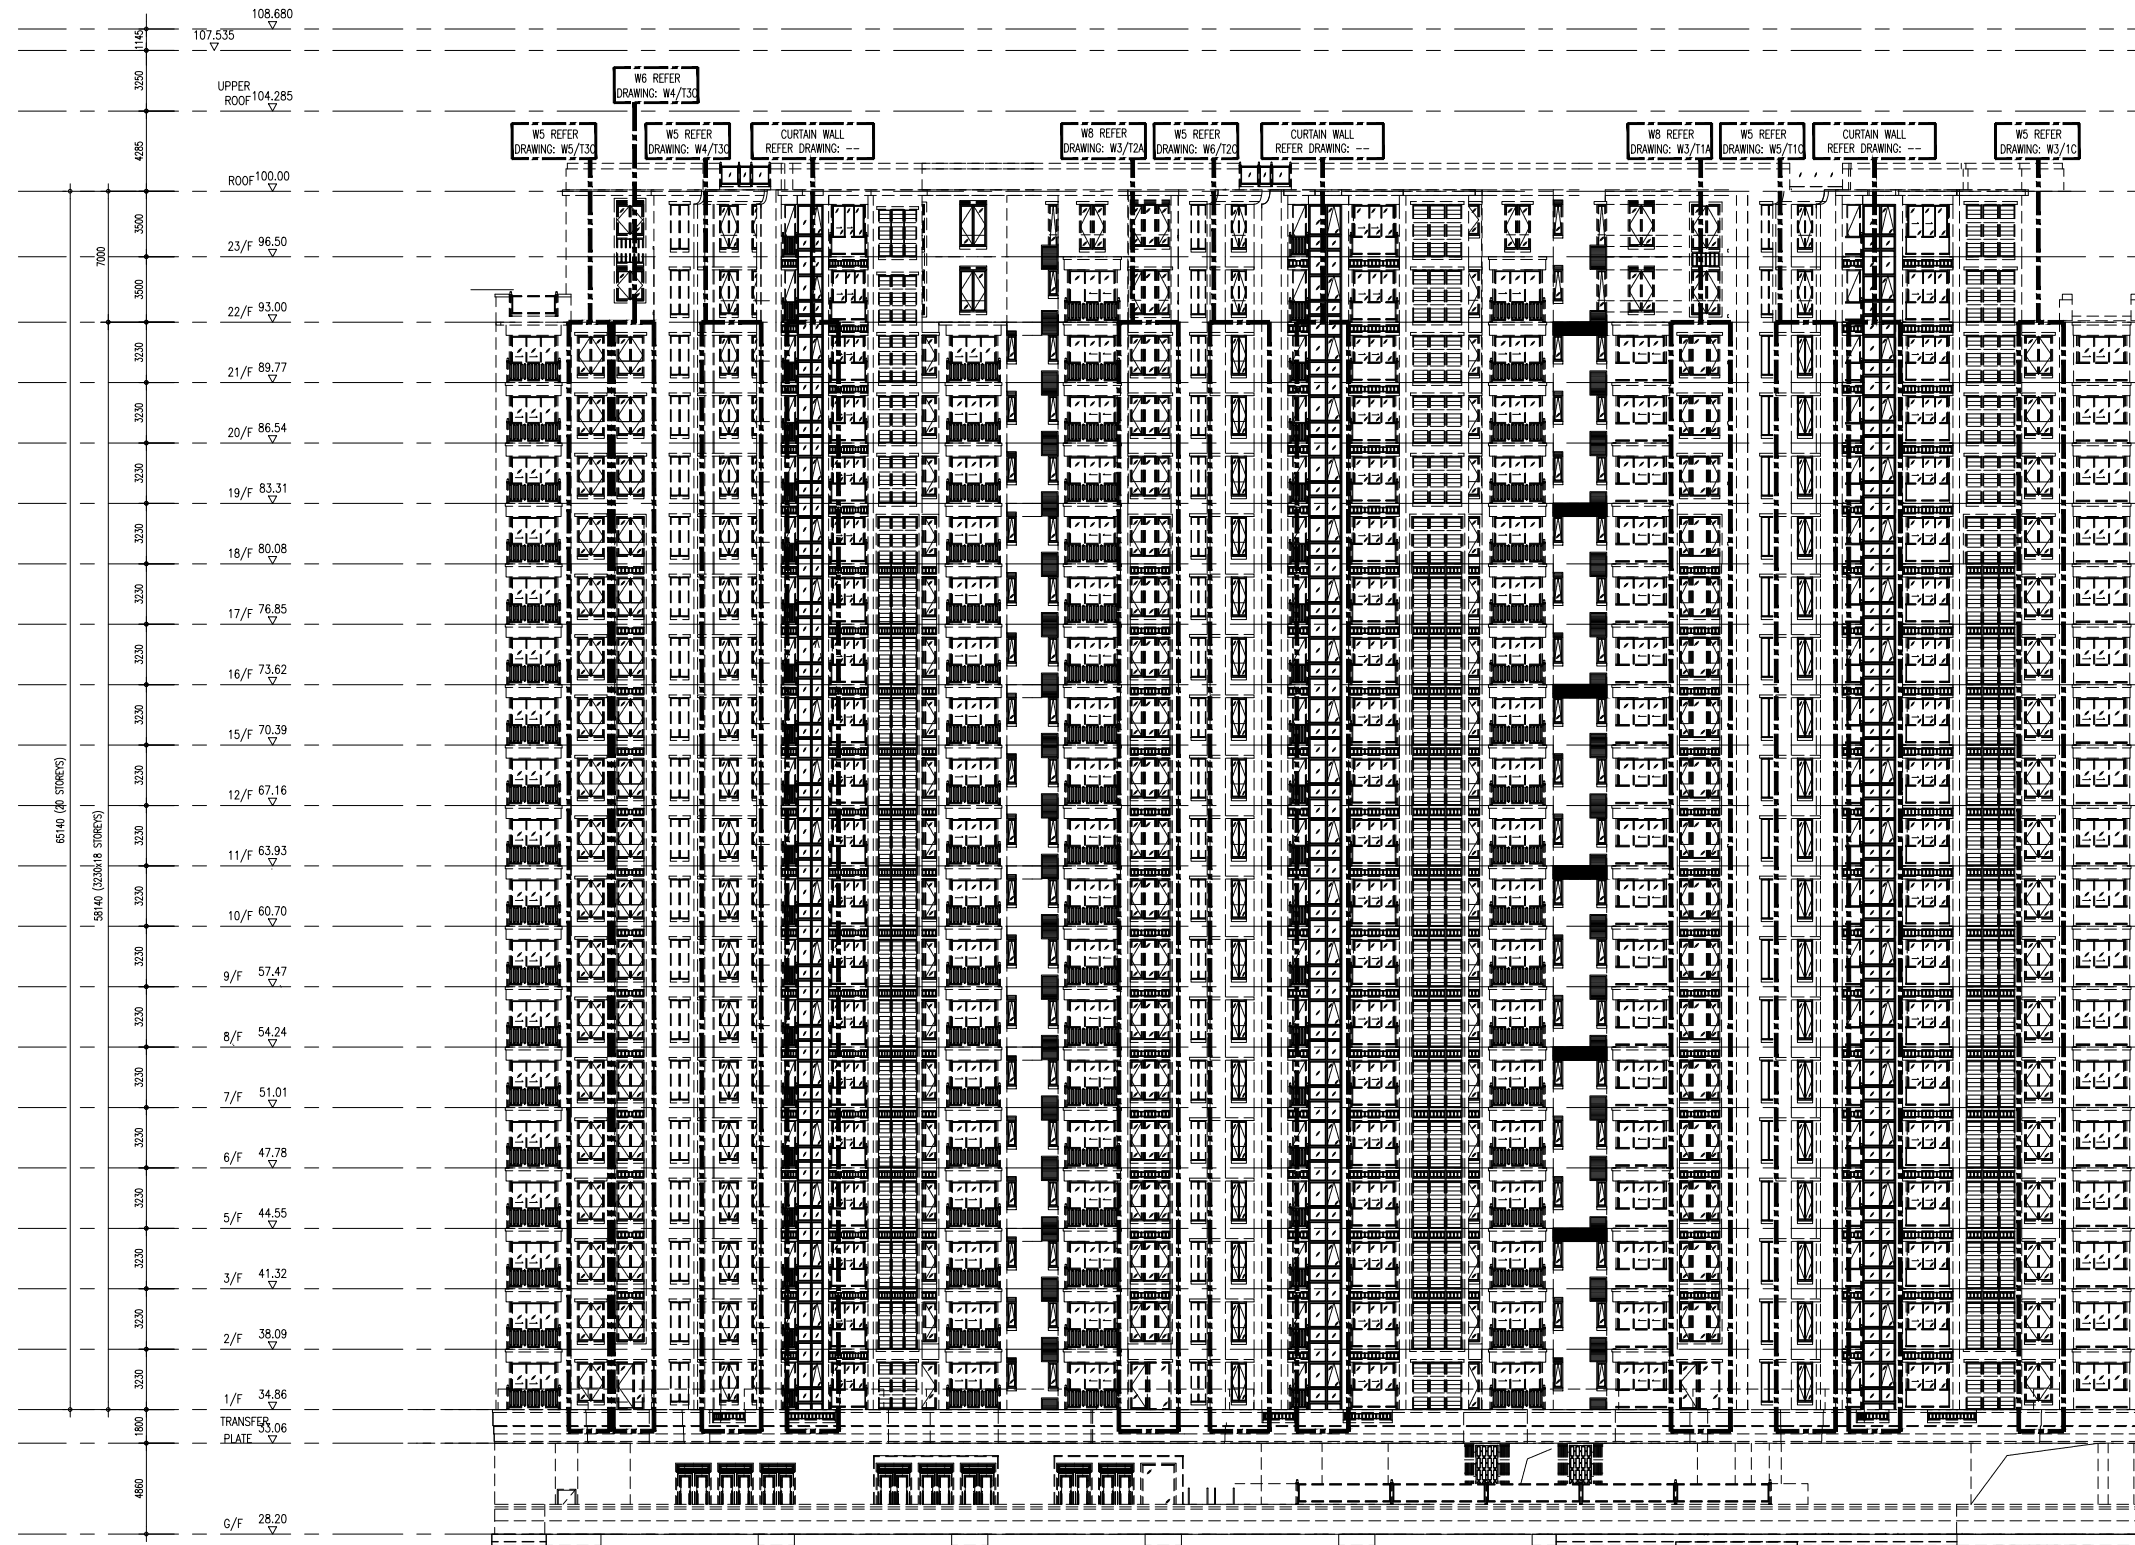 108.680
107.535
1145
3250
UPPER
ROOF 104.285
W6 REFER
DRAWING: W4/T3C
W5 REFER
DRAWING: W5/T3C
W5 REFER
DRAWING: W4/T3C
CURTAIN WALL
REFER DRAWING: --
W8 REFER
DRAWING: W3/T2A
W5 REFER
DRAWING: W6/T2C
CURTAIN WALL
REFER DRAWING: --
W8 REFER
DRAWING: W3/T1A
W5 REFER
DRAWING: W5/T1C
CURTAIN WALL
REFER DRAWING: --
W5 REFER
DRAWING: W3/1C
4285
ROOF 100.00
3500
23/F 96.50
7000
3500
22/F 93.00
3230
21/F 89.77
3230
20/F 86.54
3230
19/F 83.31
3230
18/F 80.08
3230
17/F 76.85
3230
16/F 73.62
3230
15/F 70.39
3230
12/F 67.16
65140 (20 STOREYS)
58140 (3230x18 STOREYS)
3230
11/F 63.93
3230
10/F 60.70
3230
9/F 57.47
3230
8/F 54.24
3230
7/F 51.01
3230
6/F 47.78
3230
5/F 44.55
3230
3/F 41.32
3230
2/F 38.09
3230
1/F 34.86
1800
TRANSFER
PLATE 33.06
4860
G/F 28.20